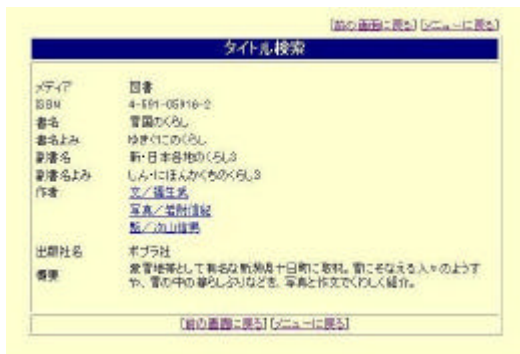 [前の画面に戻る] [メニューに戻る]
タイトル検索
メディア 図書
ISBN 4-591-05916-2
書名 雪国のくらし
書名よみ ゆきぐにのくらし
副書名 新・日本各地のくらし3
副書名よみ しん・にほんかくちのくらし3
作者 文/
写真/
出版社名 ポプラ社
概要 豪雪地帯として有名な新潟県十日町に取材。雪にそなえる人々のようす
や、雪の中の暮らしぶりなどを、写真と作文でくわしく紹介。
[前の画面に戻る] [メニューに戻る]